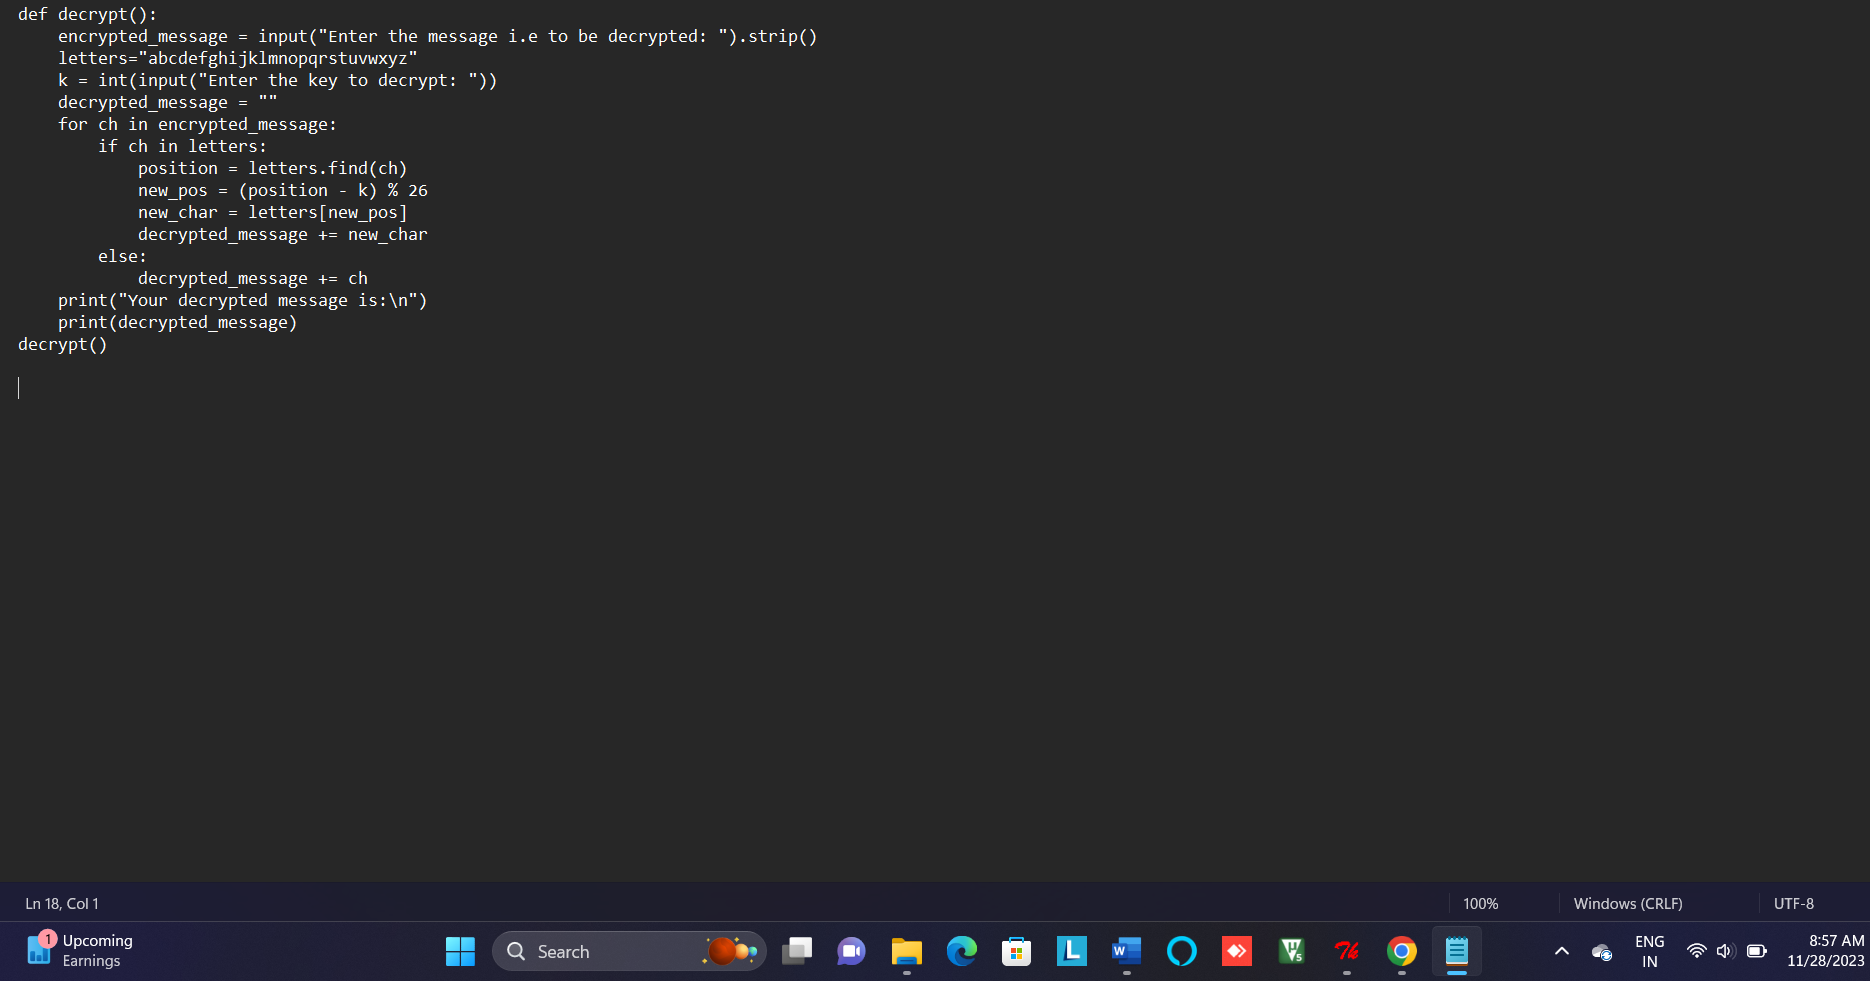 def decrypt():
    encrypted_message = input("Enter the message i.e to be decrypted: ").strip()
    letters="abcdefghijklmnopqrstuvwxyz"
    k = int(input("Enter the key to decrypt: "))
    decrypted_message = ""
    for ch in encrypted_message:
        if ch in letters:
            position = letters.find(ch)
            new_pos = (position - k) % 26
            new_char = letters[new_pos]
            decrypted_message += new_char
        else:
            decrypted_message += ch
    print("Your decrypted message is:\n")
    print(decrypted_message)
decrypt()
Ln 18, Col 1
100%
Windows (CRLF)
UTF-8
1
Upcoming
Earnings
Search
L
W
V5
Th
ENG
IN
8:57 AM
11/28/2023